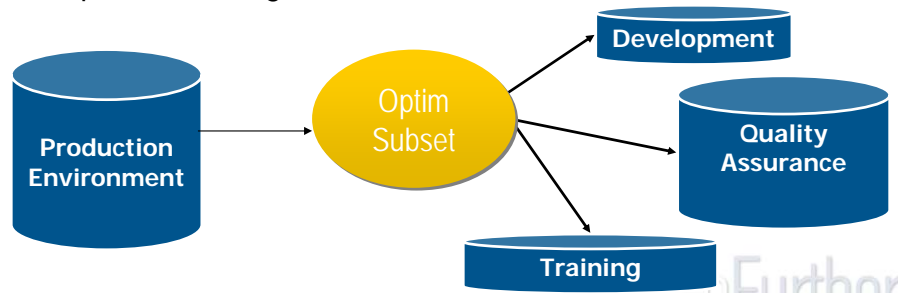 Development
Optim
Subset
Production
Environment
Quality
Assurance
Training